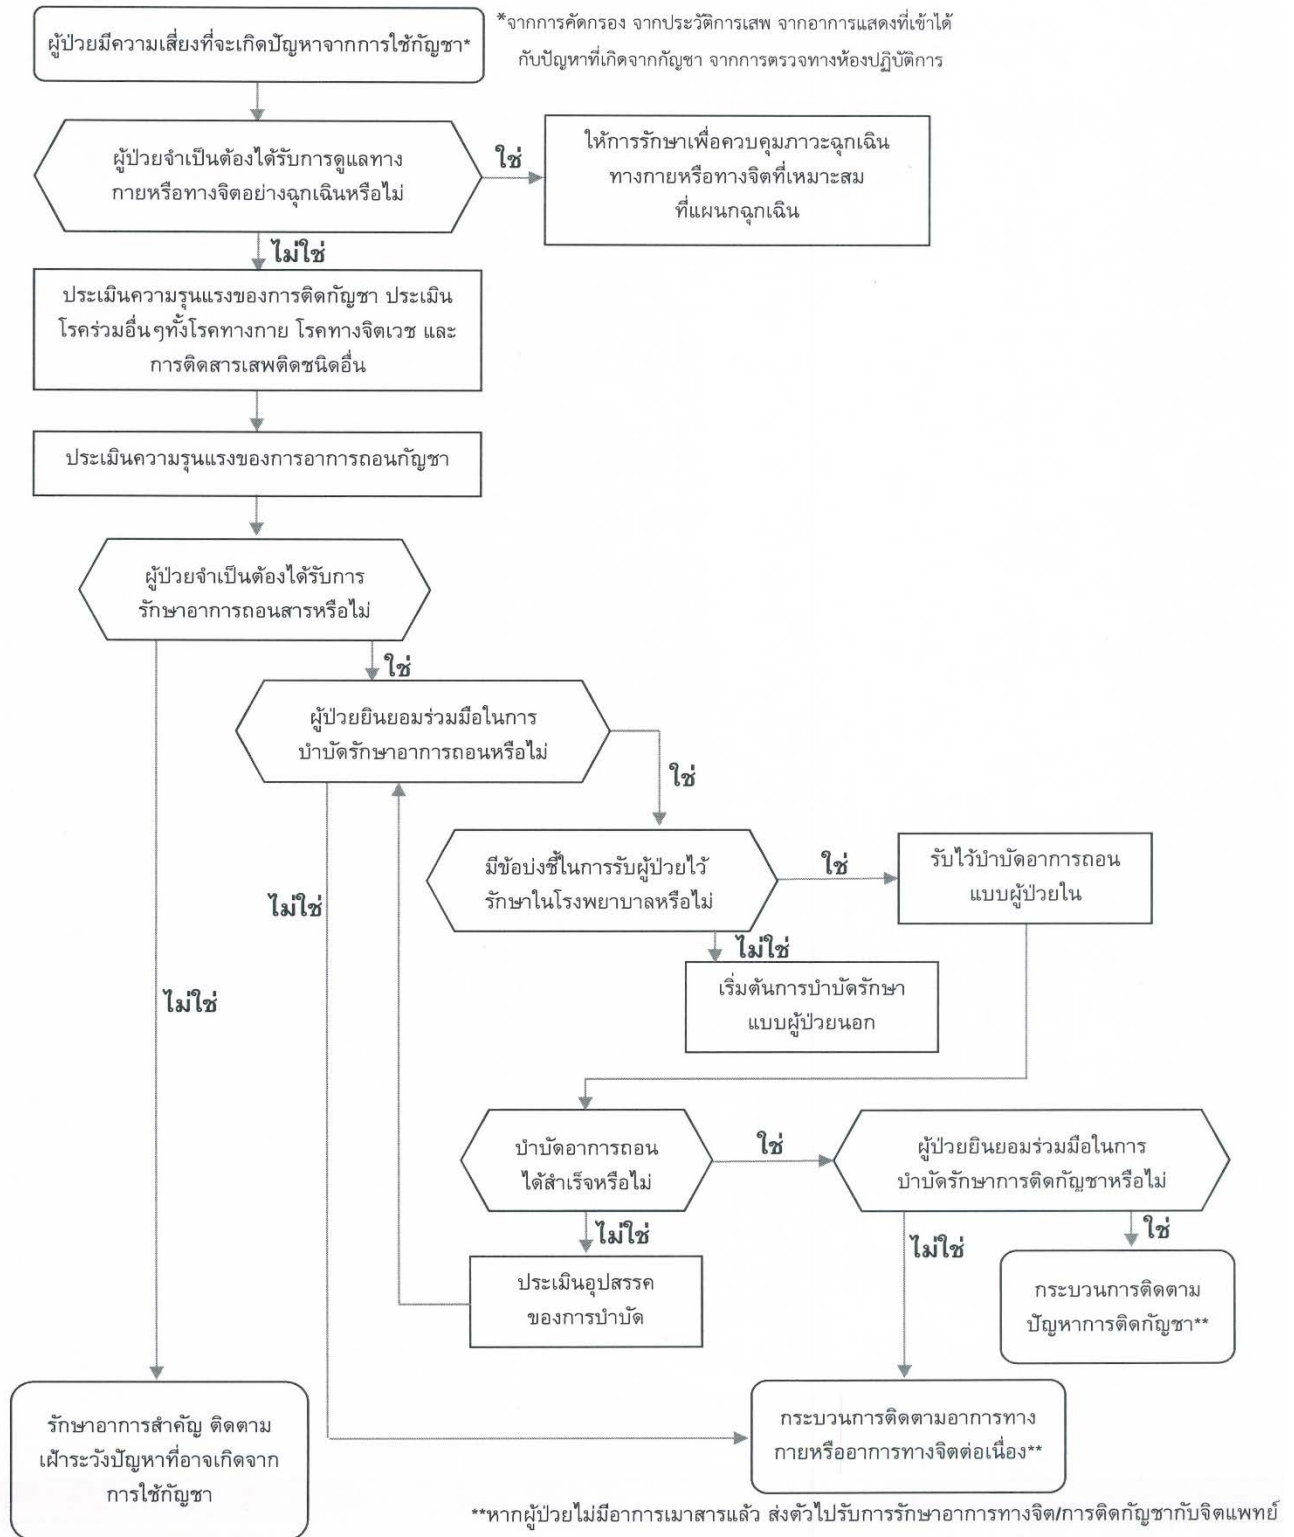 ผู้ป่วยมีความเสี่ยงที่จะเกิดปัญหาจากการใช้กัญชา*
*จากการคัดกรอง จากประวัติการเสพ จากอาการแสดงที่เข้าได้
กับปัญหาที่เกิดจากกัญชา จากการตรวจทางห้องปฏิบัติการ
ผู้ป่วยจำเป็นต้องได้รับการดูแลทาง
กายหรือทางจิตอย่างฉุกเฉินหรือไม่
ใช่
ให้การรักษาเพื่อควบคุมภาวะฉุกเฉิน
ทางกายหรือทางจิตที่เหมาะสม
ที่แผนกฉุกเฉิน
ไม่ใช่
ประเมินความรุนแรงของการติดกัญชา ประเมิน
โรคร่วมอื่นๆทั้งโรคทางกาย โรคทางจิตเวช และ
การติดสารเสพติดชนิดอื่น
ประเมินความรุนแรงของการอาการถอนกัญชา
ผู้ป่วยจำเป็นต้องได้รับการ
รักษาอาการถอนสารหรือไม่
ใช่
ผู้ป่วยยินยอมร่วมมือในการ
บำบัดรักษาอาการถอนหรือไม่
ใช่
มีข้อบ่งชี้ในการรับผู้ป่วยไว้
รักษาในโรงพยาบาลหรือไม่
ใช่
รับไว้บำบัดอาการถอน
แบบผู้ป่วยใน
ไม่ใช่
ไม่ใช่
เริ่มต้นการบำบัดรักษา
แบบผู้ป่วยนอก
ไม่ใช่
บำบัดอาการถอน
ได้สำเร็จหรือไม่
ใช่
ผู้ป่วยยินยอมร่วมมือในการ
บำบัดรักษาการติดกัญชาหรือไม่
ไม่ใช่
ไม่ใช่
ใช่
ประเมินอุปสรรค
ของการบำบัด
กระบวนการติดตาม
ปัญหาการติดกัญชา**
รักษาอาการสำคัญ ติดตาม
เฝ้าระวังปัญหาที่อาจเกิดจาก
การใช้กัญชา
กระบวนการติดตามอาการทาง
กายหรืออาการทางจิตต่อเนื่อง**
**หากผู้ป่วยไม่มีอาการเมาสารแล้ว ส่งตัวไปรับการรักษาอาการทางจิต/การติดกัญชากับจิตแพทย์